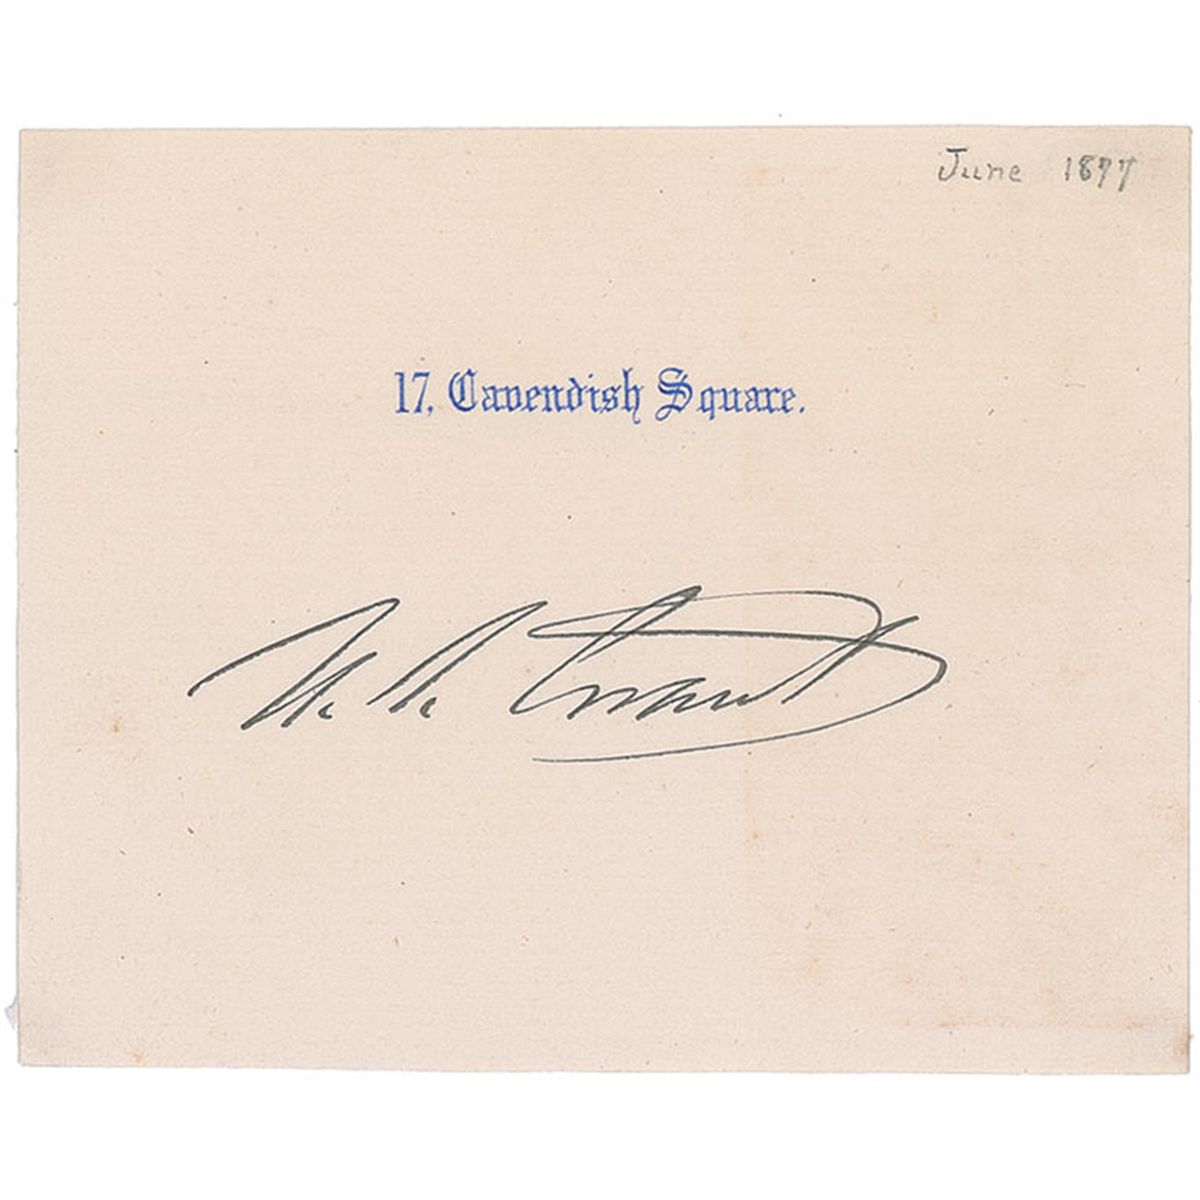 June 1877
17, Cavendish Square.
U. S. Grant